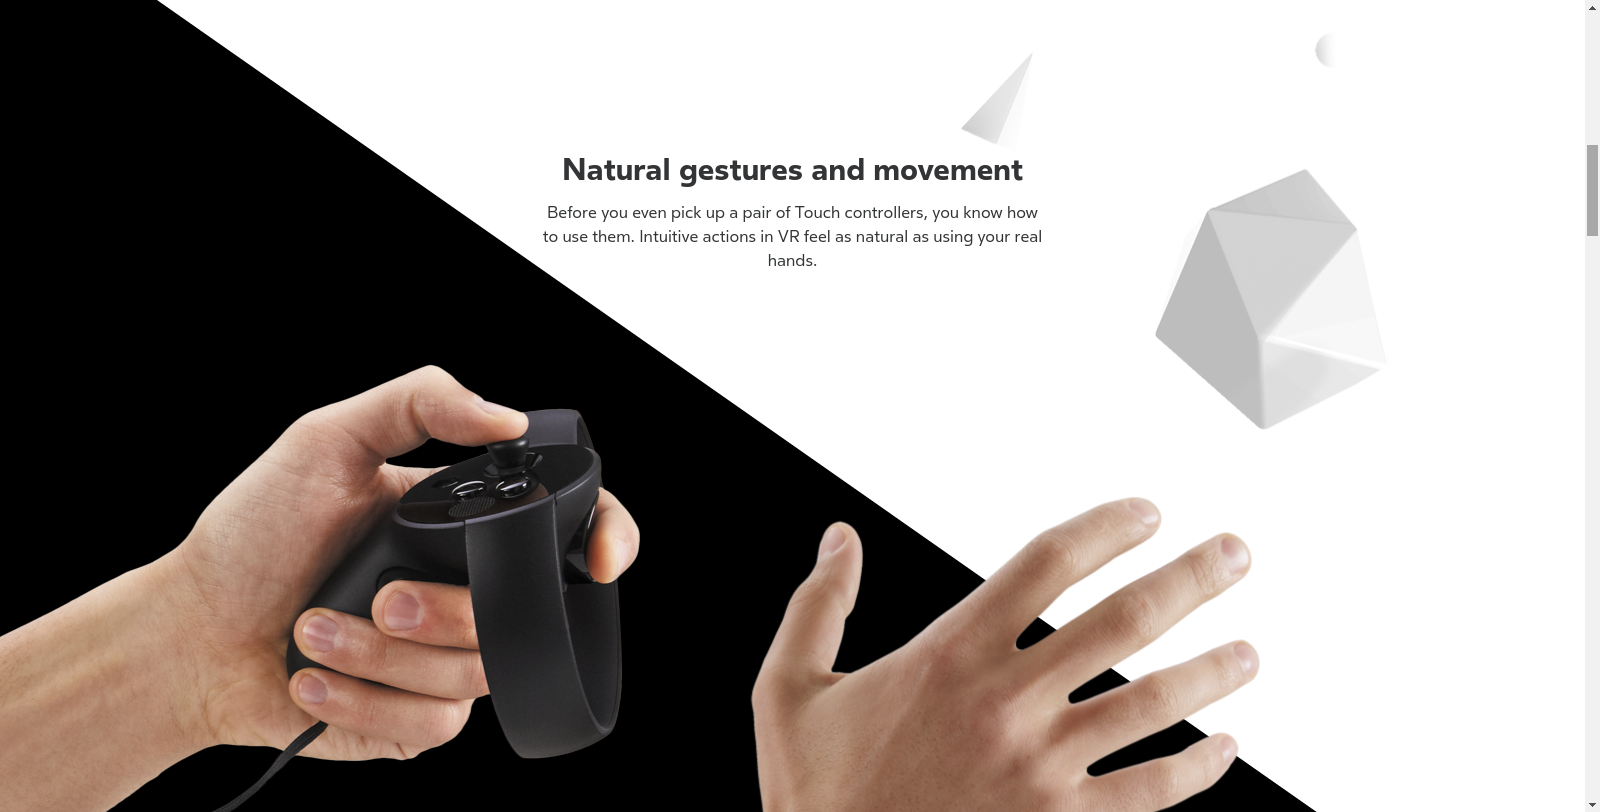 Natural gestures and movement
Before you even pick up a pair of Touch controllers, you know how
to use them. Intuitive actions in VR feel as natural as using your real
hands.